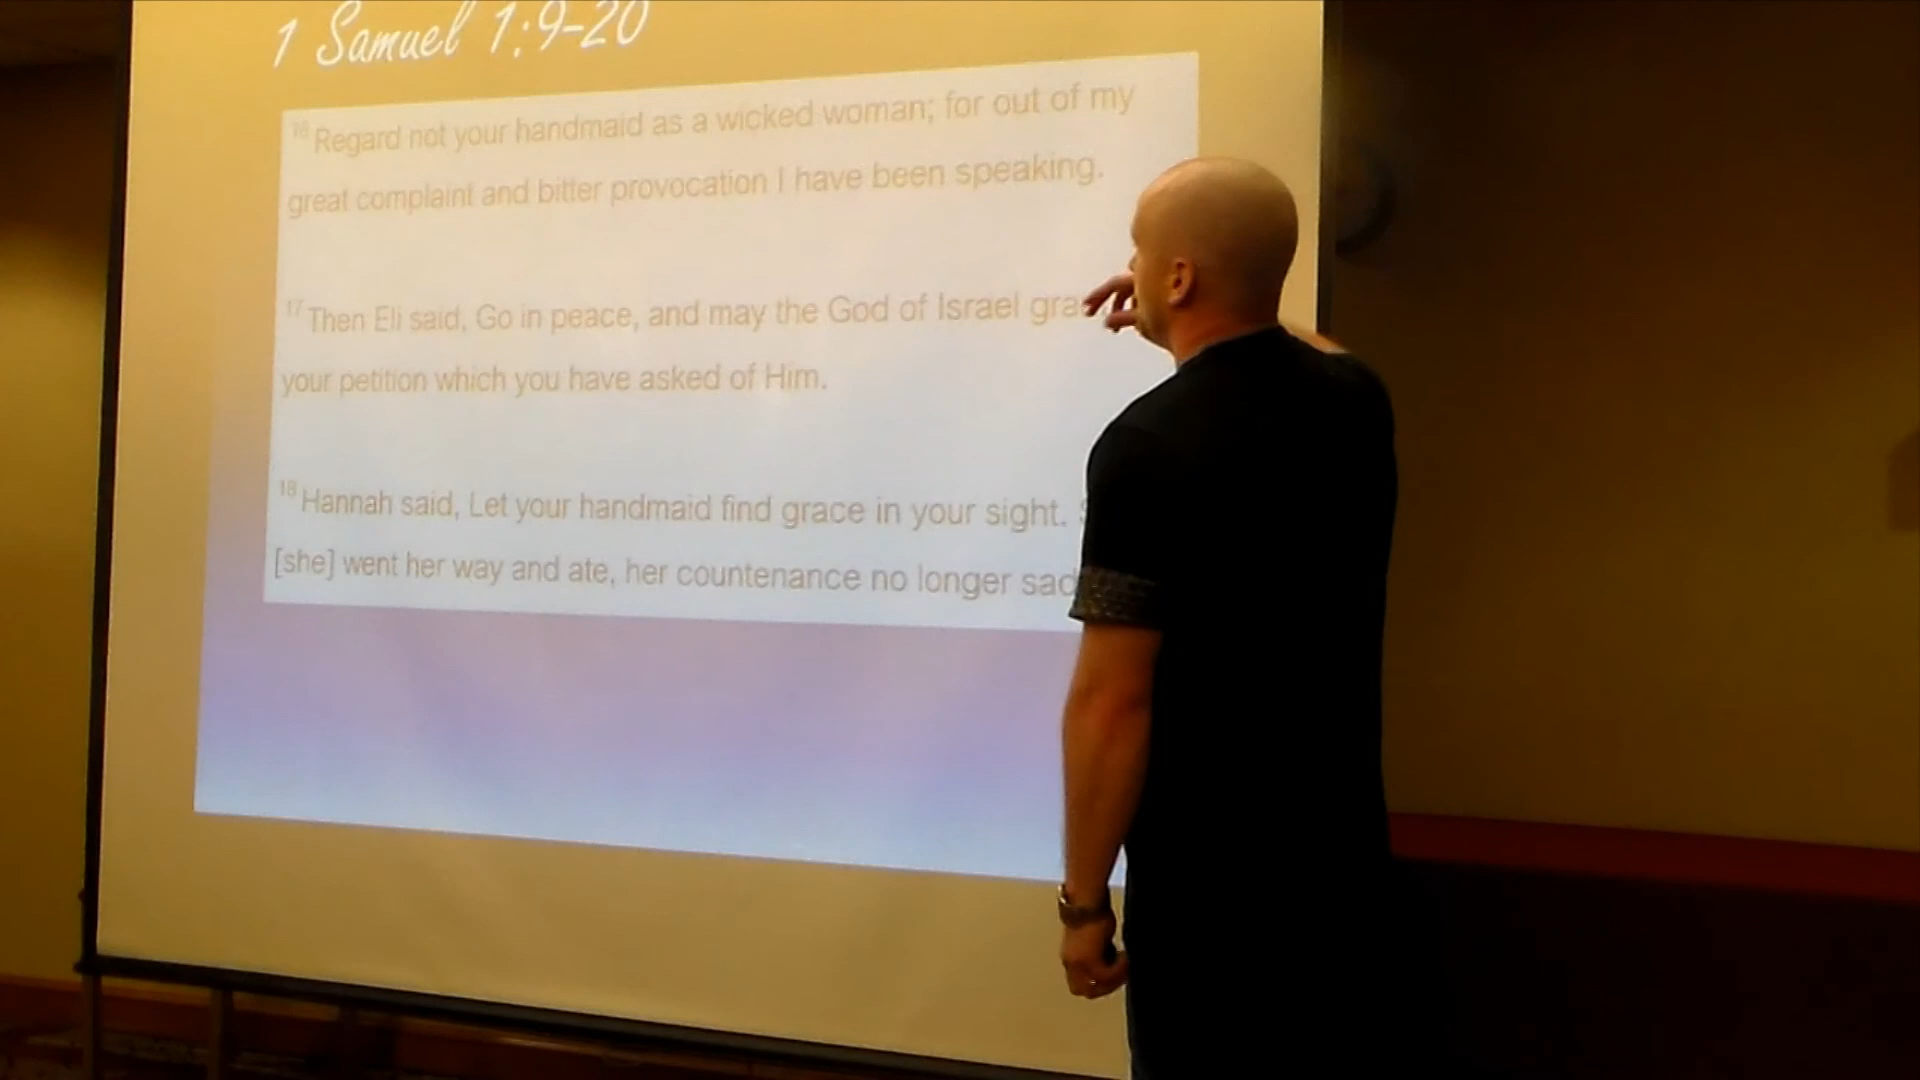 1 Samuel 1:9-20
16 Regard not your handmaid as a wicked woman; for out of my
great complaint and bitter provocation I have been speaking.
17 Then Eli said, Go in peace, and may the God of Israel
your petition which you have asked of Him.
18 Hannah said, Let your handmaid find grace in your sight.
[she] went her way and ate, her countenance no longer sad